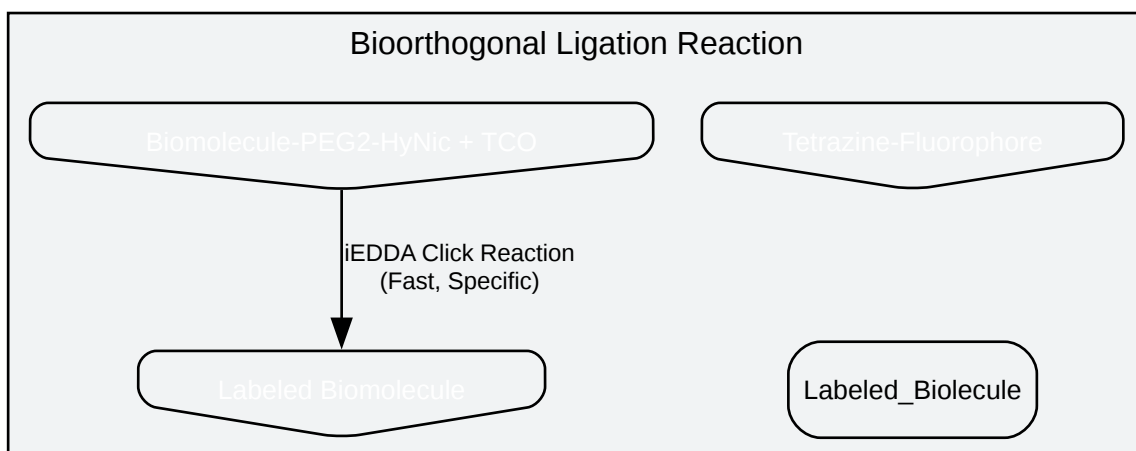 Bioorthogonal Ligation Reaction
Biomolecule-PEG2-HyNic + TCO
Tetrazine-Fluorophore
iEDDA Click Reaction
(Fast, Specific)
Labeled Biomolecule
Labeled_Biolecule